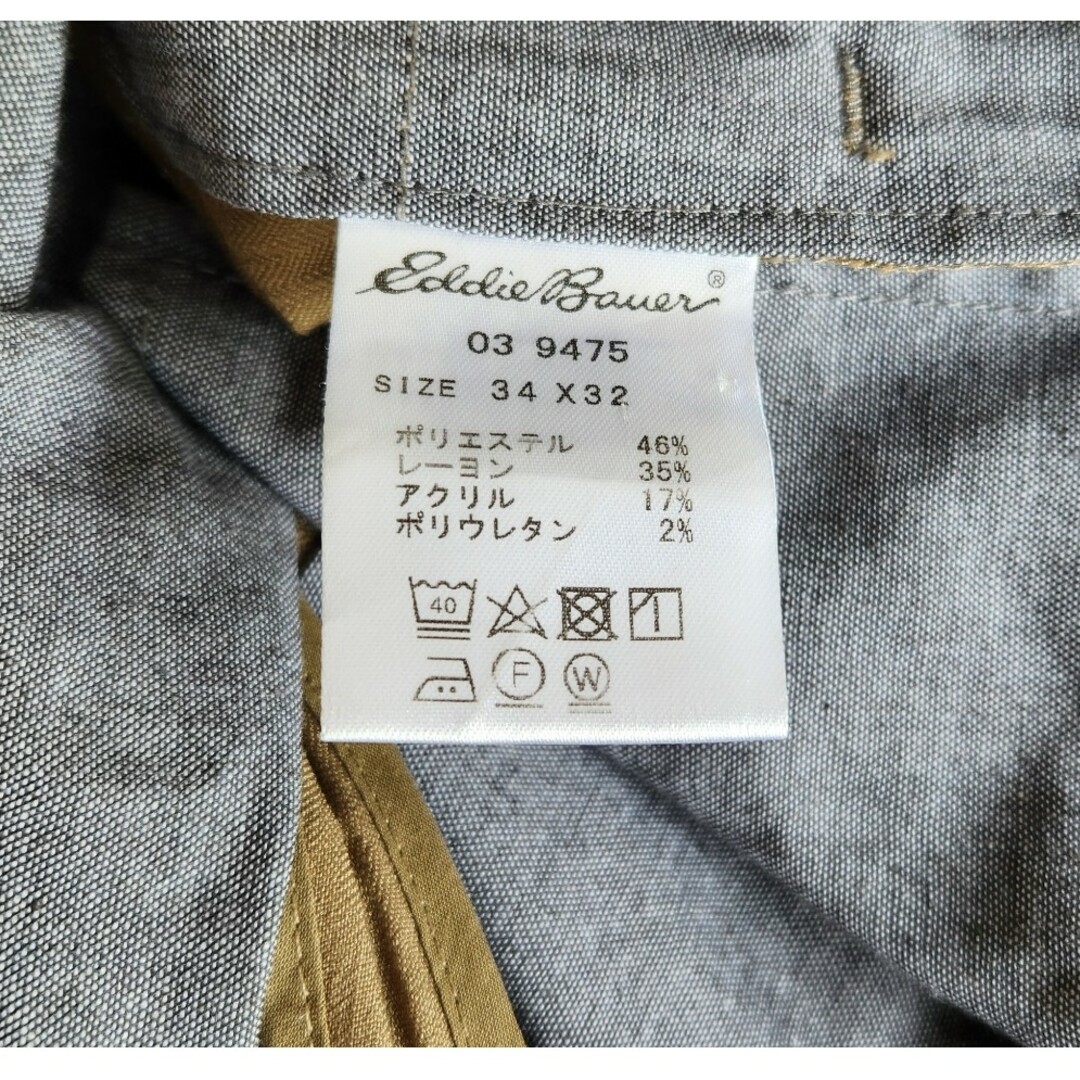 Eddie Bauer®
03 9475
SIZE 34 X32
ポリエステル 46%
レーヨン 35%
アクリル 17%
ポリウレタン 2%
40
F W